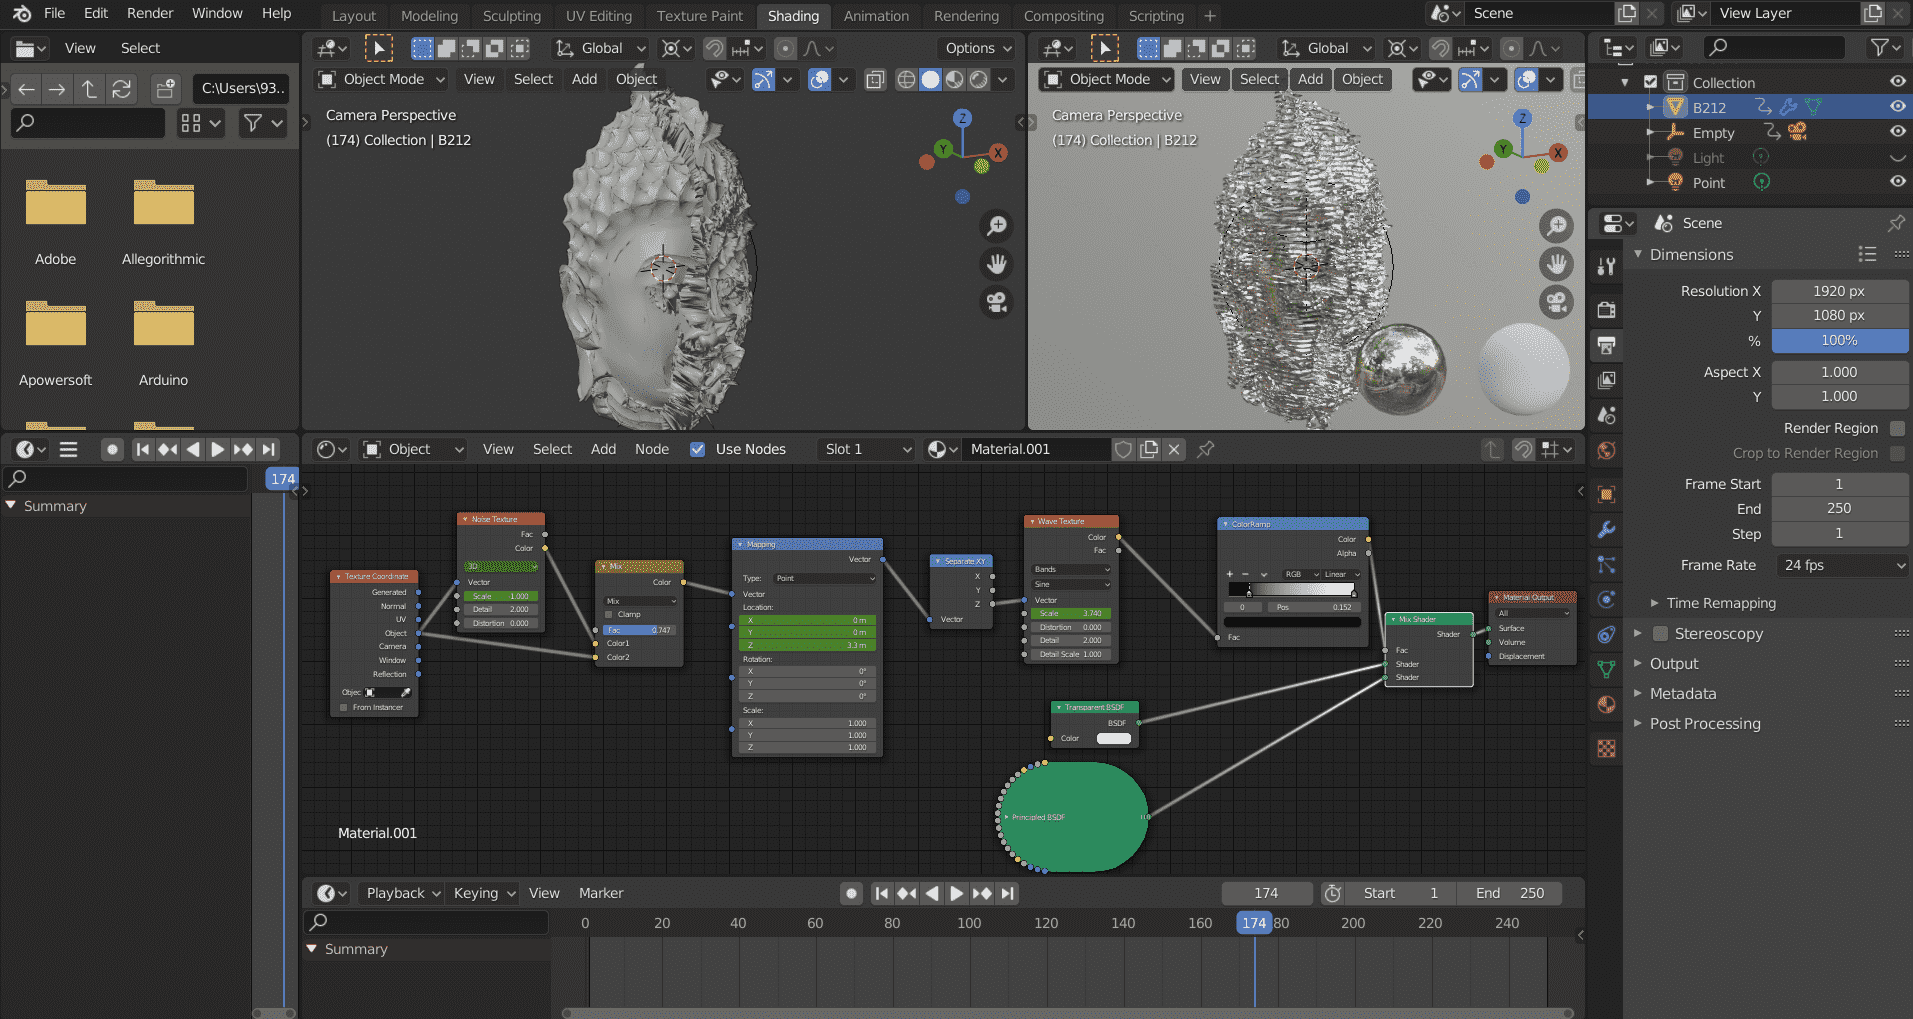 File Edit Render Window Help Layout Modeling Sculpting UV Editing Texture Paint Shading Animation Rendering Compositing Scripting + Scene View Layer
View Select
Global Options
Global
C:\Users\93..
Object Mode View Select Add Object
Object Mode View Select Add Object
Camera Perspective
(174) Collection | B212
Z
Y
X
Camera Perspective
(174) Collection | B212
Z
Y
X
Adobe
Allegorithmic
Apowersoft
Arduino
Collection
B212
Empty
Light
Point
Scene
Dimensions
Resolution X 1920 px
Y 1080 px
% 100%
Aspect X 1.000
Y 1.000
Render Region
Crop to Render Region
Frame Start 1
End 250
Step 1
Frame Rate 24 fps
Time Remapping
Stereoscopy
Output
Metadata
Post Processing
174
Summary
Object View Select Add Node Use Nodes Slot 1 Material.001
Texture Coordinate
Generated
Normal
UV
Object
Camera
Window
Reflection
Objec
From Instancer
Noise Texture
Fac
Color
3D
Vector
Scale 1.000
Detail 2.000
Distortion 0.000
Mix
Color
Mix
Clamp
Fac 0.747
Color1
Color2
Mapping
Vector
Type: Point
Vector
Location:
X 0 m
Y 0 m
Z 3.3 m
Rotation:
X 0°
Y 0°
Z 0°
Scale:
X 1.000
Y 1.000
Z 1.000
Separate XY
X
Y
Z
Vector
Wave Texture
Color
Fac
Bands
Sine
Vector
Scale 3.740
Distortion 0.000
Detail 2.000
Detail Scale 1.000
ColorRamp
Color
Alpha
+ − RGB Linear
0 Pos 0.152
Fac
Transparent BSDF
BSDF
Color
Principled BSDF
Mix Shader
Shader
Fac
Shader
Shader
Material Output
All
Surface
Volume
Displacement
Material.001
Playback Keying View Marker 174 Start 1 End 250
0 20 40 60 80 100 120 140 160 174 80 200 220 240
Summary